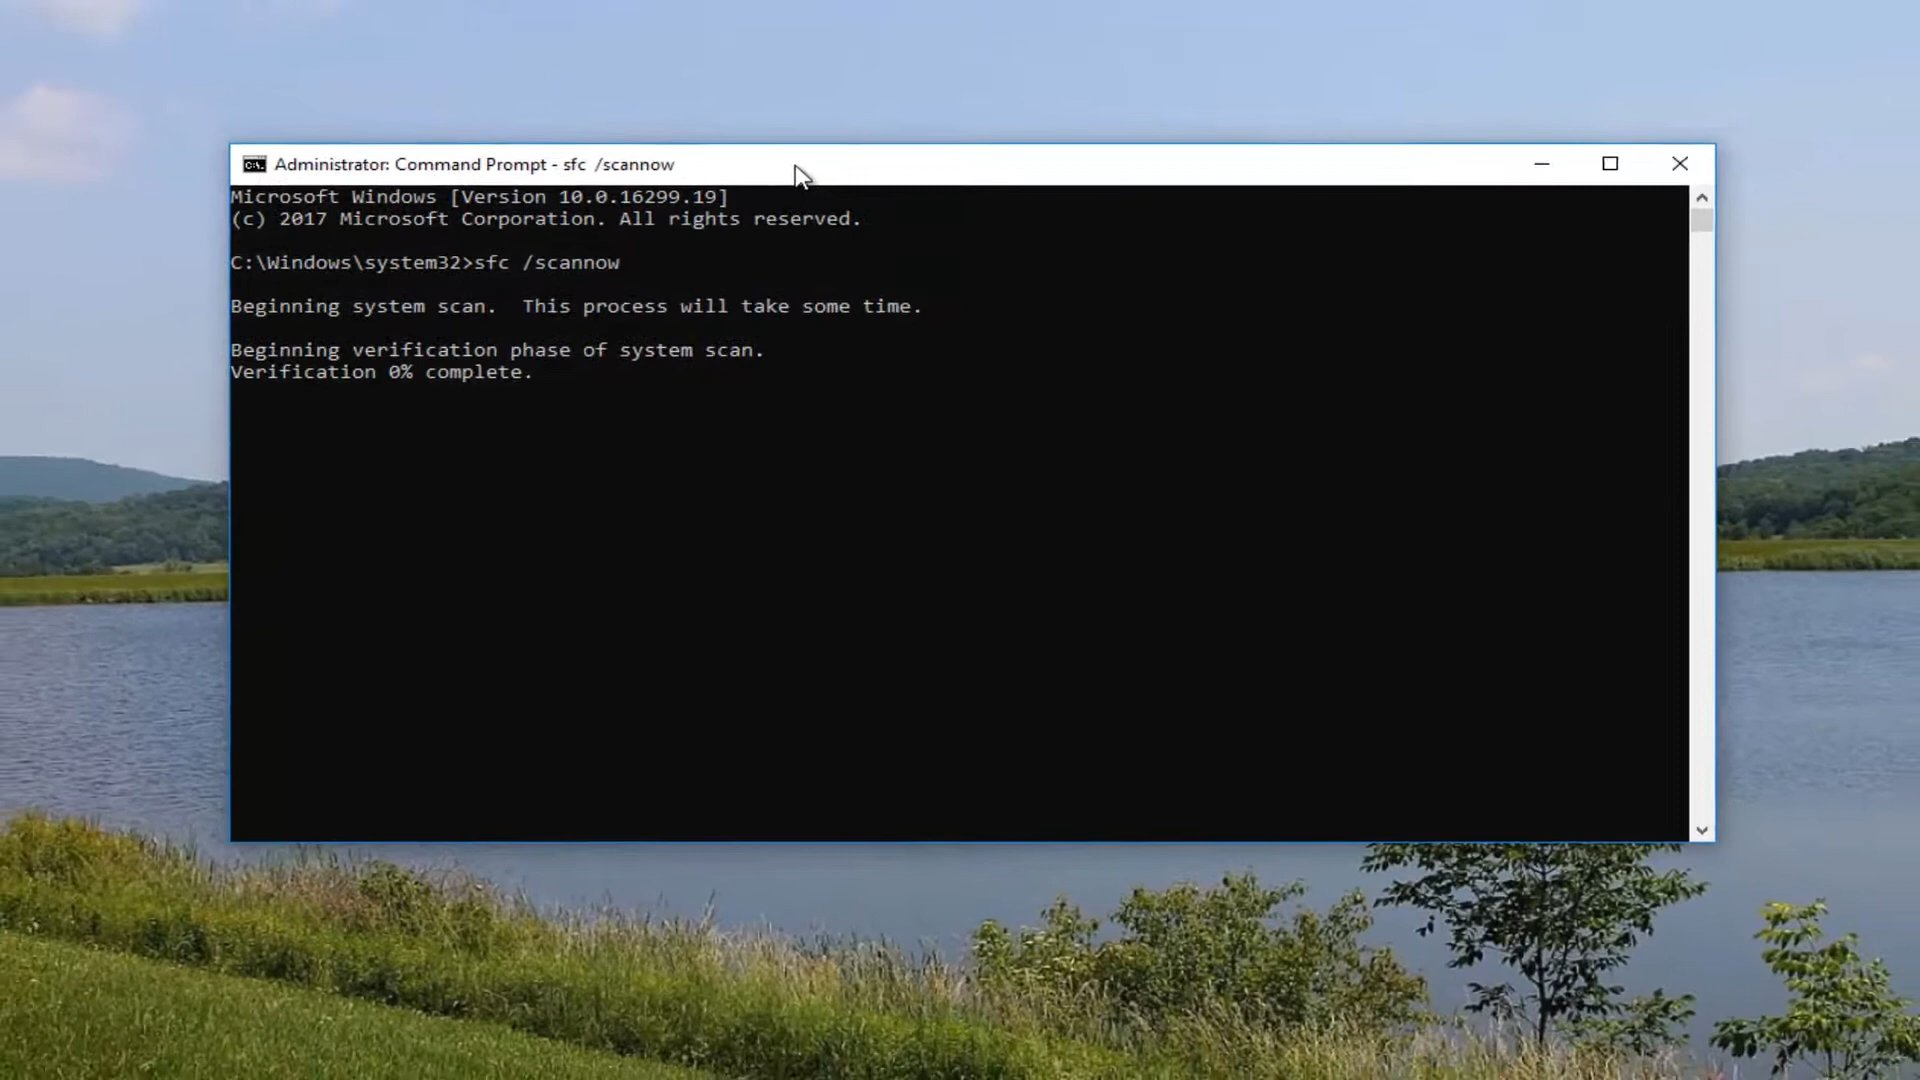 Administrator: Command Prompt - sfc  /scannow
Microsoft Windows [Version 10.0.16299.19]
(c) 2017 Microsoft Corporation. All rights reserved.
C:\Windows\system32>sfc /scannow
Beginning system scan.  This process will take some time.
Beginning verification phase of system scan.
Verification 0% complete.